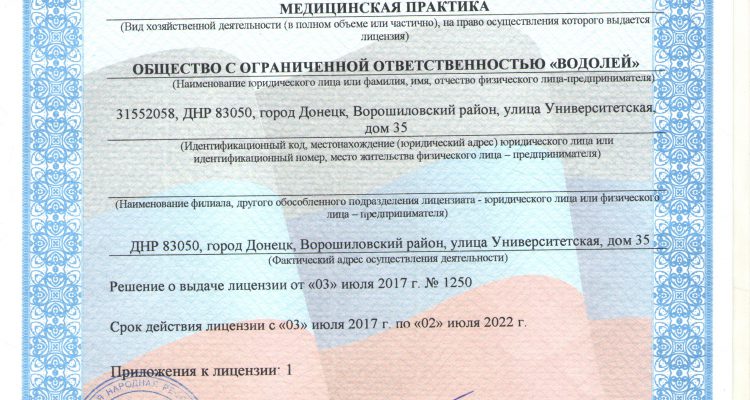 МЕДИЦИНСКАЯ ПРАКТИКА
(Вид хозяйственной деятельности (в полном объеме или частично), на право осуществления которого выдается
лицензия)
ОБЩЕСТВО С ОГРАНИЧЕННОЙ ОТВЕТСТВЕННОСТЬЮ «ВОДОЛЕЙ»
(Наименование юридического лица или фамилия, имя, отчество физического лица-предпринимателя)
31552058, ДНР 83050, город Донецк, Ворошиловский район, улица Университетская,
дом 35
(Идентификационный код, местонахождение (юридический адрес) юридического лица или
идентификационный номер, место жительства физического лица – предпринимателя)
(Наименование филиала, другого обособленного подразделения лицензиата - юридического лица или физического
лица – предпринимателя)
ДНР 83050, город Донецк, Ворошиловский район, улица Университетская, дом 35
(Фактический адрес осуществления деятельности)
Решение о выдаче лицензии от «03» июля 2017 г. № 1250
Срок действия лицензии с «03» июля 2017 г. по «02» июля 2022 г.
Приложения к лицензии 1
НАРОДНАЯ